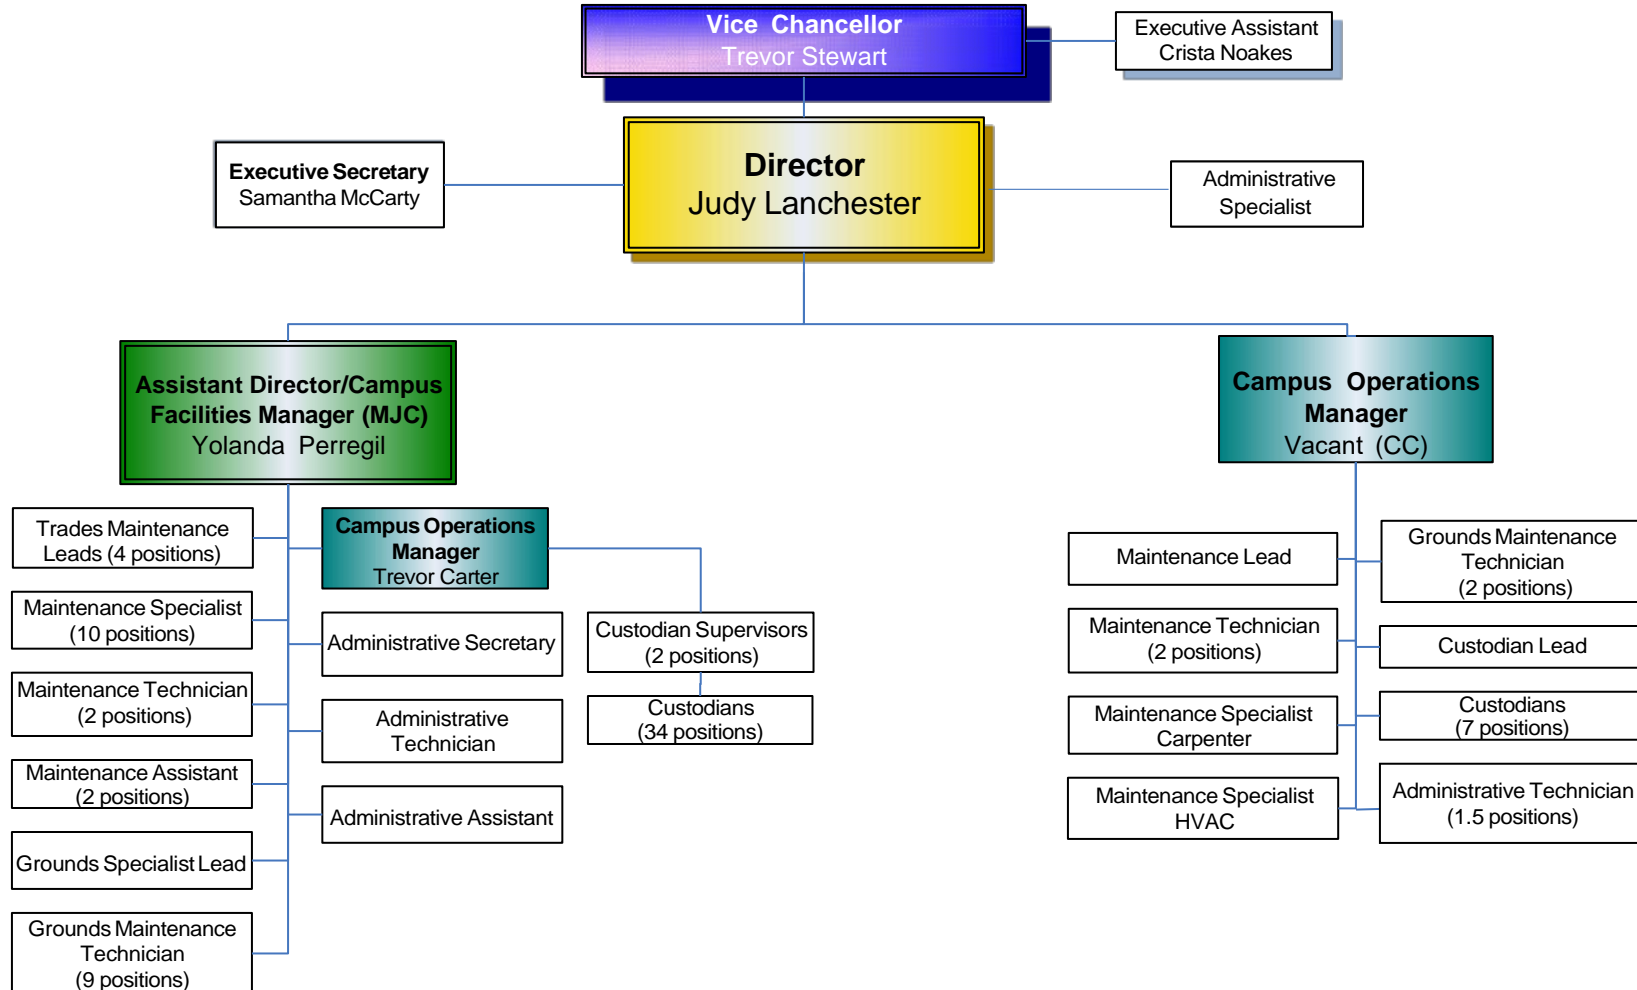 Vice Chancellor
Trevor Stewart
Executive Assistant
Crista Noakes
Executive Secretary
Samantha McCarty
Director
Judy Lanchester
Administrative
Specialist
Assistant Director/Campus
Facilities Manager (MJC)
Yolanda Perregil
Campus Operations
Manager
Vacant (CC)
Trades Maintenance
Leads (4 positions)
Maintenance Specialist
(10 positions)
Maintenance Technician
(2 positions)
Maintenance Assistant
(2 positions)
Grounds Specialist Lead
Grounds Maintenance
Technician
(9 positions)
Campus Operations
Manager
Trevor Carter
Administrative Secretary
Administrative
Technician
Administrative Assistant
Custodian Supervisors
(2 positions)
Custodians
(34 positions)
Maintenance Lead
Maintenance Technician
(2 positions)
Maintenance Specialist
Carpenter
Maintenance Specialist
HVAC
Grounds Maintenance
Technician
(2 positions)
Custodian Lead
Custodians
(7 positions)
Administrative Technician
(1.5 positions)